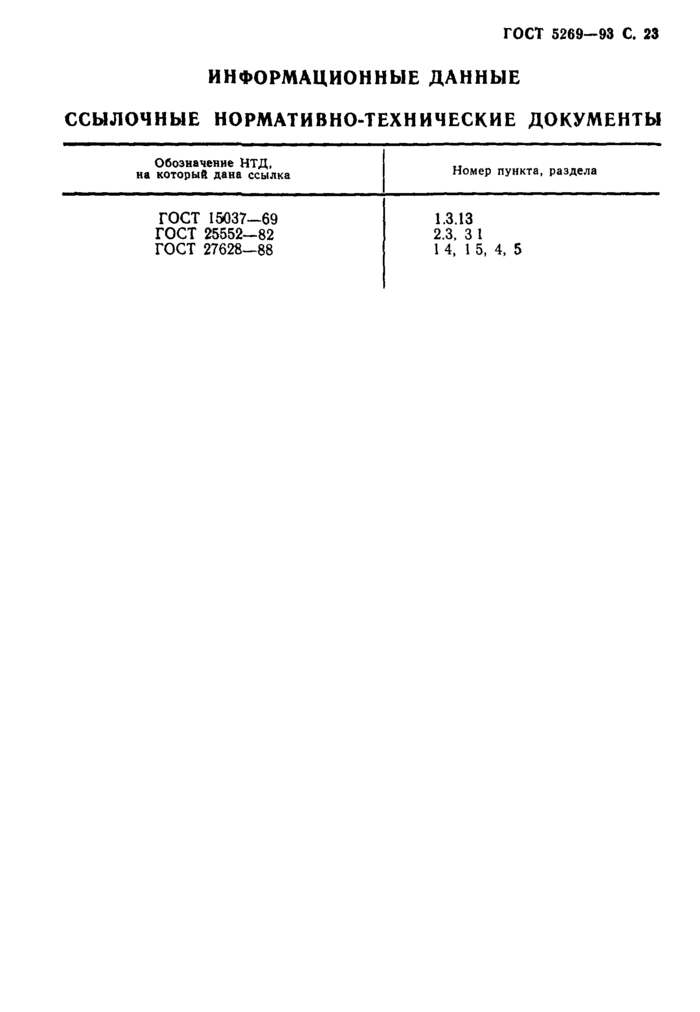 ГОСТ 5269—93 С. 23
ИНФОРМАЦИОННЫЕ ДАННЫЕ
ССЫЛОЧНЫЕ НОРМАТИВНО-ТЕХНИЧЕСКИЕ ДОКУМЕНТЫ
Обозначение НТД,
на который дана ссылка
Номер пункта, раздела
ГОСТ 15037—69 1.3.13
ГОСТ 25552—82 2.3, 3 1
ГОСТ 27628—88 1 4, 1 5, 4, 5